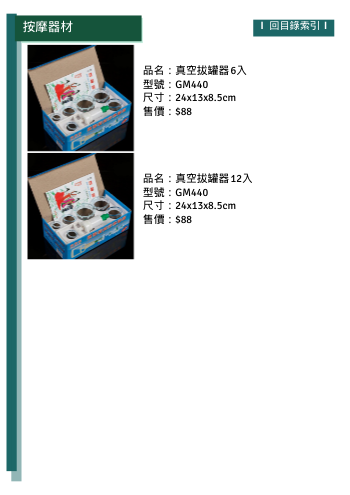 按摩器材
I 回目錄索引 I
品名：真空拔罐器 6入
型號：GM440
尺寸：24x13x8.5cm
售價：$88
品名：真空拔罐器 12入
型號：GM440
尺寸：24x13x8.5cm
售價：$88